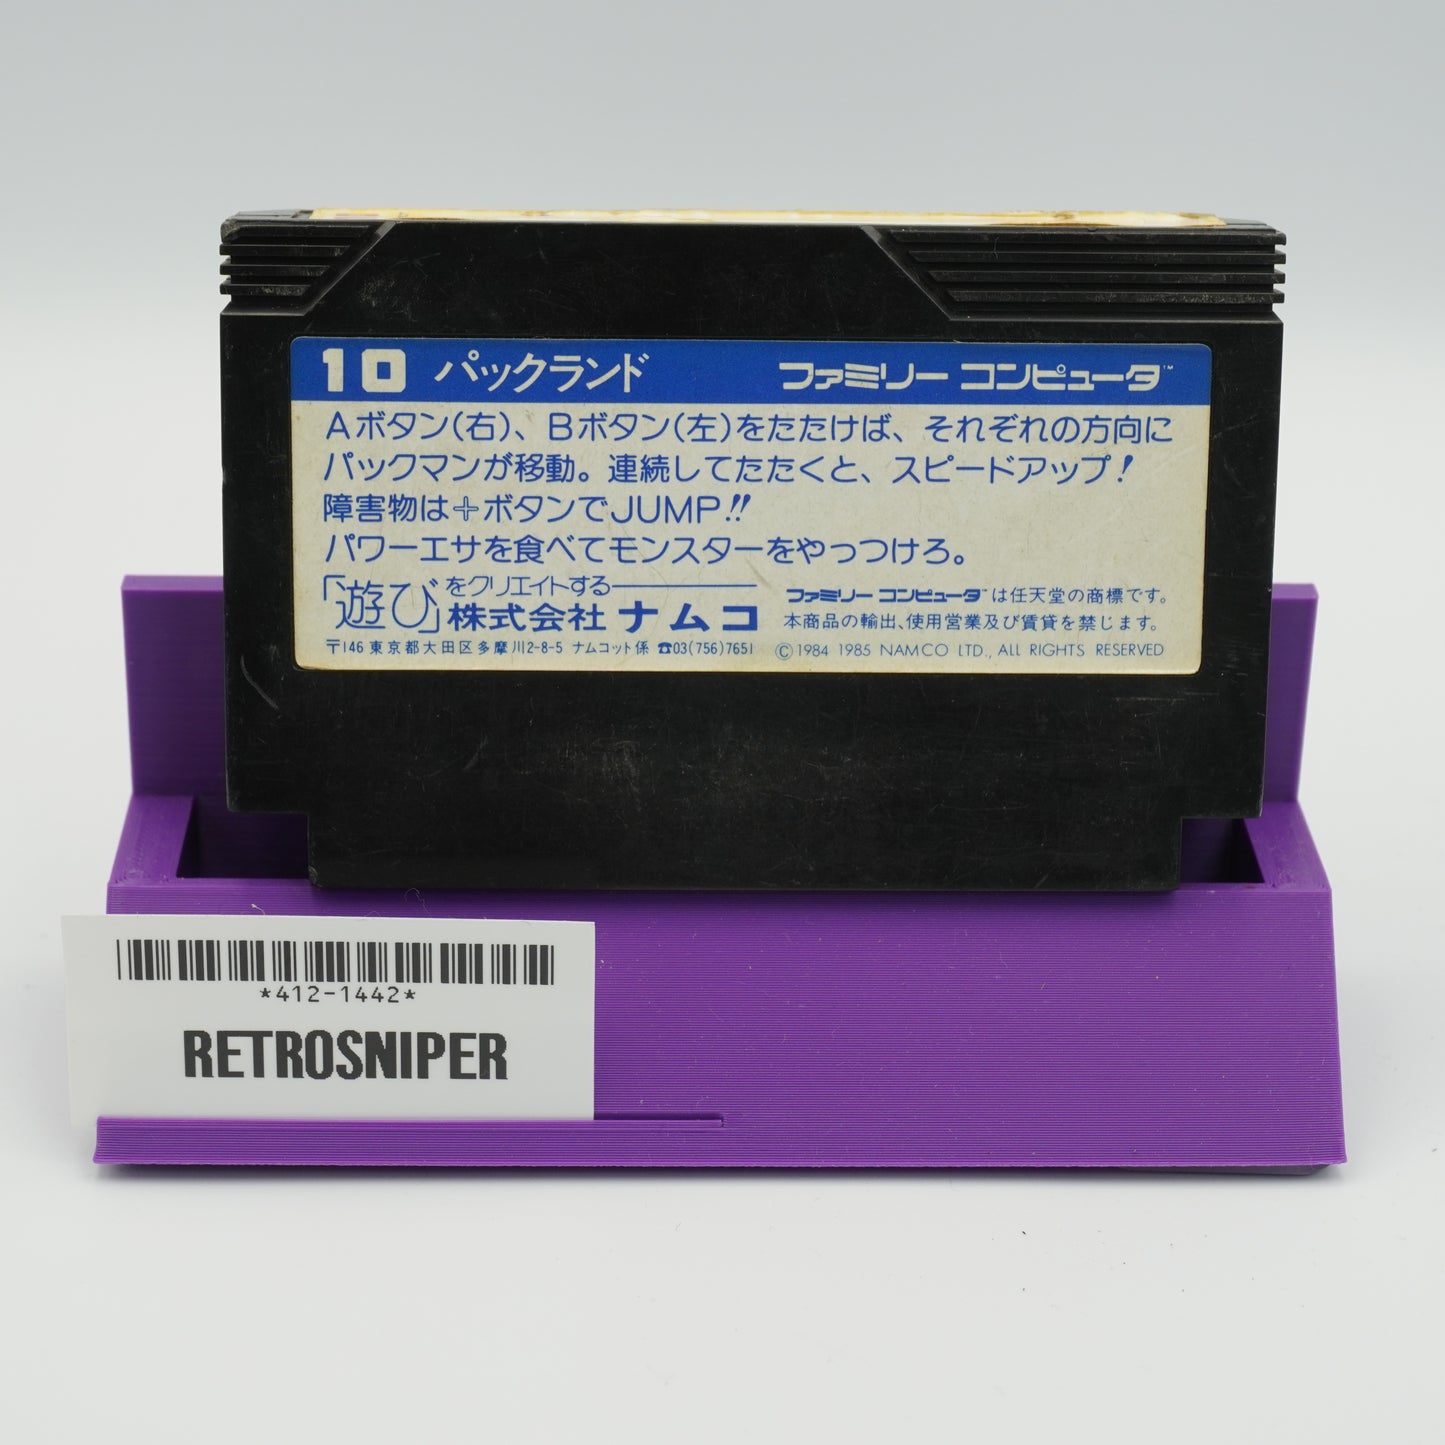 10 パックランド ファミリー コンピュータ™
Aボタン(右)、Bボタン(左)をたたけば、それぞれの方向に
パックマンが移動。連続してたたくと、スピードアップ!
障害物は+ボタンでJUMP!!
パワーエサを食べてモンスターをやっつけろ。
「遊び」をクリエイトする
株式会社 ナムコ
〒146 東京都大田区多摩川2-8-5 ナムコット係 ☎03(756)7651
ファミリー コンピュータ™は任天堂の商標です。
本商品の輸出、使用営業及び賃貸を禁じます。
©1984 1985 NAMCO LTD., ALL RIGHTS RESERVED
*412-1442*
RETROSNIPER